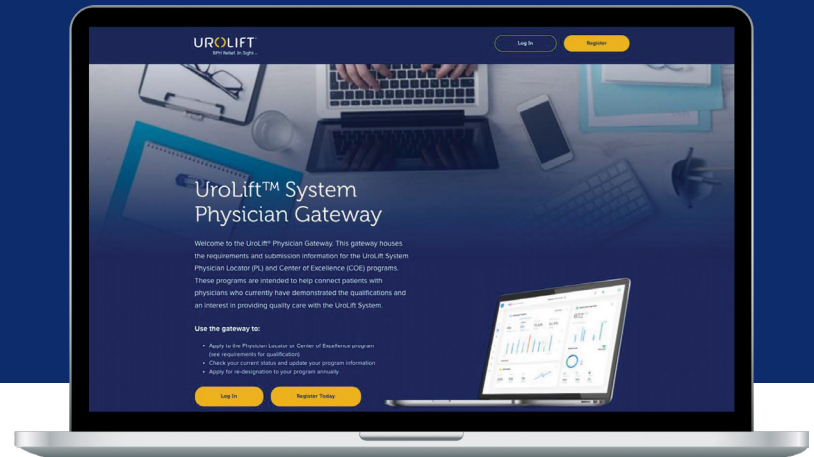 UROLIFT™
BPH Relief. In Sight.™
Log In
Register
UroLift™ System
Physician Gateway
Welcome to the UroLift® Physician Gateway. This gateway houses
the requirements and submission information for the UroLift System
Physician Locator (PL) and Center of Excellence (COE) programs.
These programs are intended to help connect patients with
physicians who currently have demonstrated the qualifications and
an interest in providing quality care with the UroLift System.
Use the gateway to:
• Apply to the Physician Locator or Center of Excellence program
(see requirements for qualification)
• Check your current status and update your program information
• Apply for re-designation to your program annually
Log In
Register Today